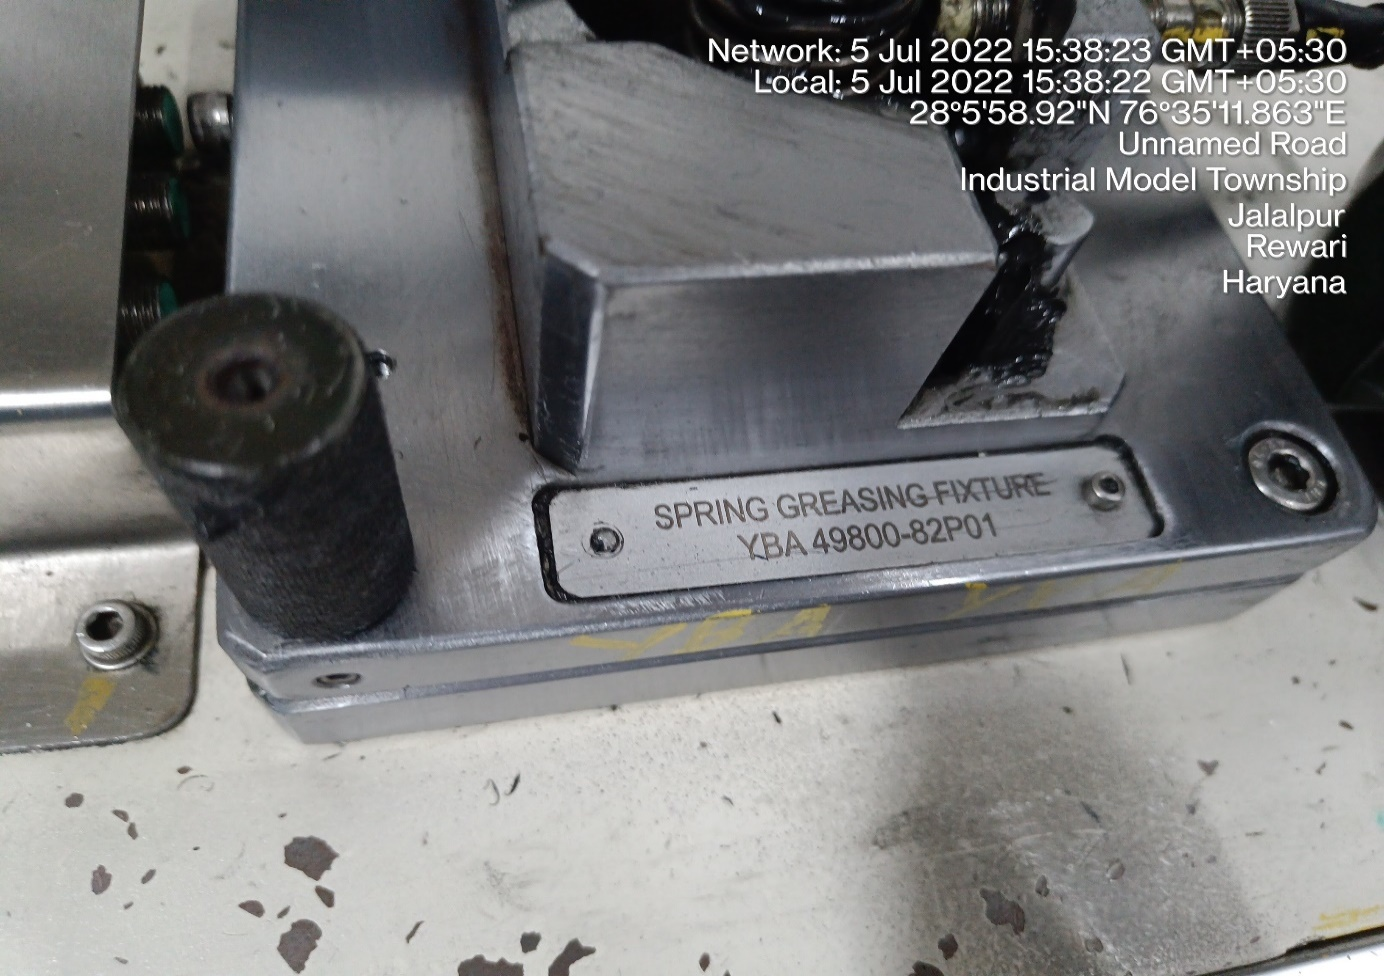 Network: 5 Jul 2022 15:38:23 GMT+05:30
Local: 5 Jul 2022 15:38:22 GMT+05:30
28°5'58.92"N 76°35'11.863"E
Unnamed Road
Industrial Model Township
Jalalpur
Rewari
Haryana
SPRING GREASING FIXTURE
YBA 49800-82P01
YBA YBA